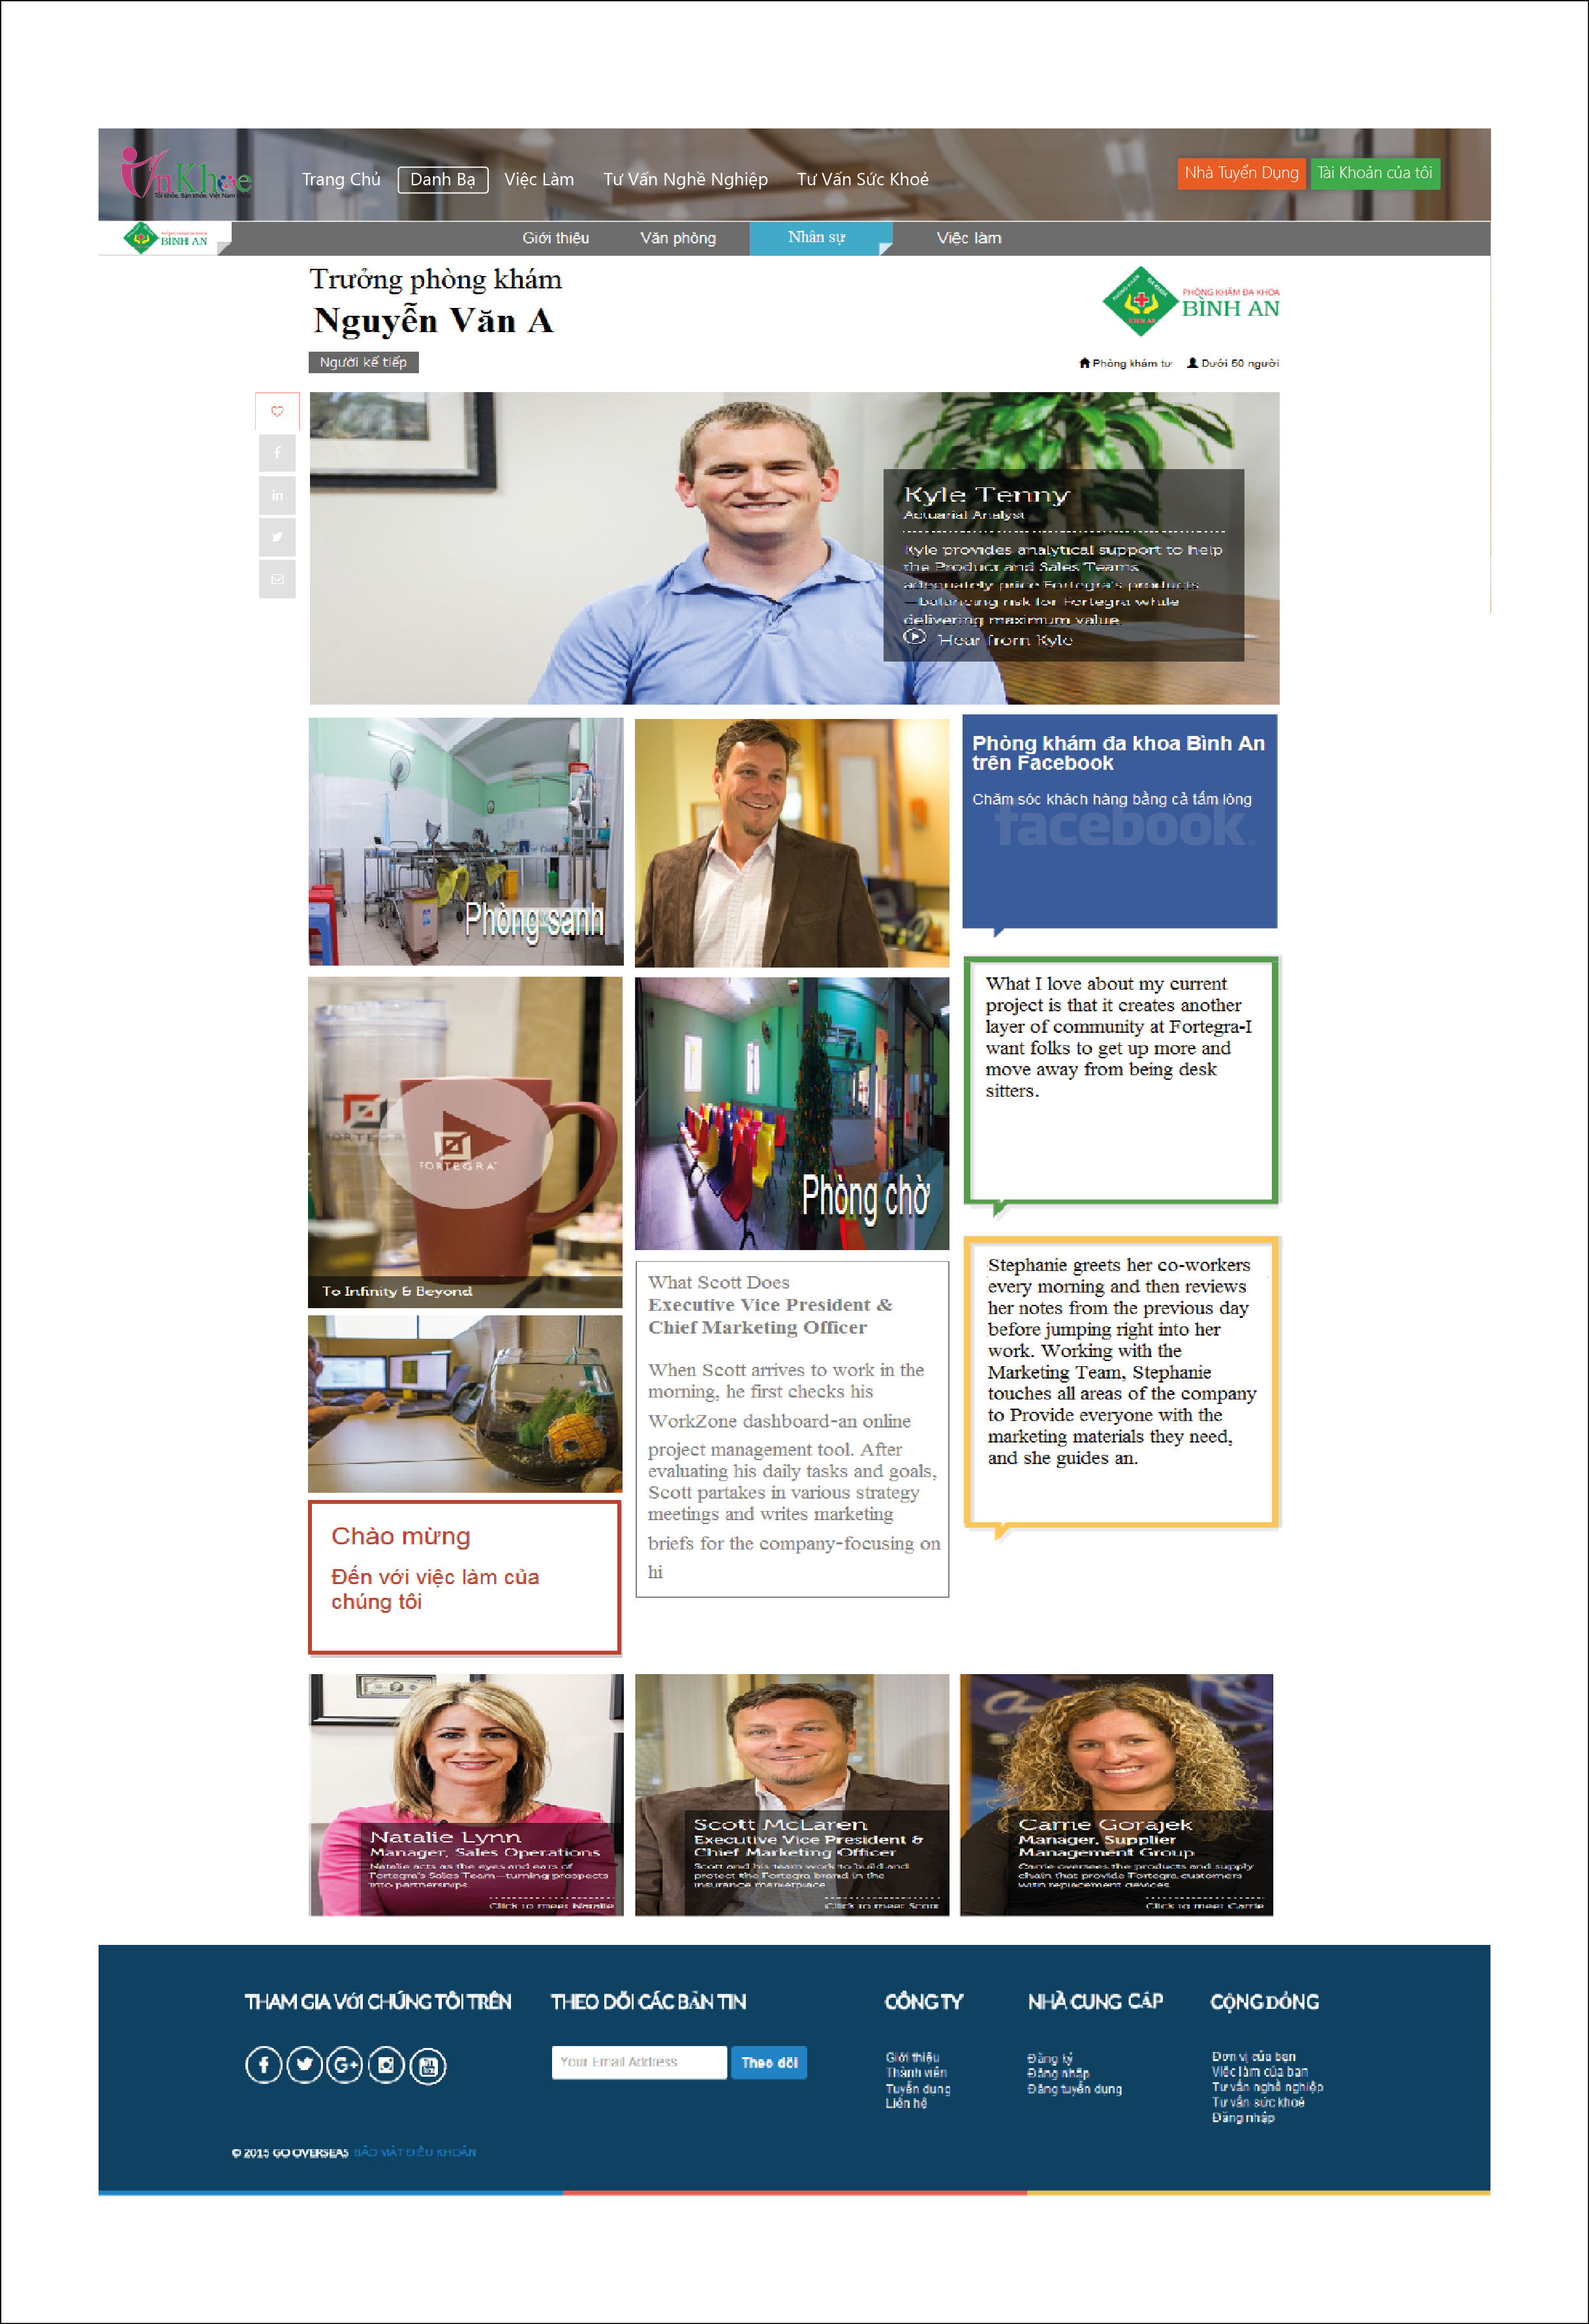 VnKhoe
Tôi khỏe, Bạn khỏe, Việt Nam khỏe
Trang Chủ
Danh Bạ
Việc Làm
Tư Vấn Nghề Nghiệp
Tư Vấn Sức Khoẻ
Nhà Tuyển Dụng
Tài Khoản của tôi
PHÒNG KHÁM ĐA KHOA
BÌNH AN
Giới thiệu
Văn phòng
Nhân sự
Việc làm
Trưởng phòng khám
Nguyễn Văn A
Người kế tiếp
PHÒNG KHÁM ĐA KHOA
BÌNH AN
PHÒNG KHÁM ĐA KHOA
BÌNH AN
Phòng khám tư
Dưới 50 người
Kyle Tenny
Actuarial Analyst
Kyle provides analytical support to help
the Product and Sales Teams
adequately price Fortegra's products
—balancing risk for Fortegra while
delivering maximum value.
Hear from Kyle
Phòng sanh
Phòng khám đa khoa Bình An
trên Facebook
Chăm sóc khách hàng bằng cả tấm lòng
facebook
FORTEGRA
FORTEGRA
To Infinity & Beyond
Phòng chờ
What I love about my current
project is that it creates another
layer of community at Fortegra-I
want folks to get up more and
move away from being desk
sitters.
What Scott Does
Executive Vice President &
Chief Marketing Officer
When Scott arrives to work in the
morning, he first checks his
WorkZone dashboard-an online
project management tool. After
evaluating his daily tasks and goals,
Scott partakes in various strategy
meetings and writes marketing
briefs for the company-focusing on
hi
Stephanie greets her co-workers
every morning and then reviews
her notes from the previous day
before jumping right into her
work. Working with the
Marketing Team, Stephanie
touches all areas of the company
to Provide everyone with the
marketing materials they need,
and she guides an.
Chào mừng
Đến với việc làm của
chúng tôi
Natalie Lynn
Manager, Sales Operations
Natalie acts as the eyes and ears of
Fortegra's Sales Team—turning prospects
into partnerships.
Click to meet Natalie
Scott McLaren
Executive Vice President &
Chief Marketing Officer
Scott and his team work to build and
protect the Fortegra brand in the
insurance marketplace.
Click to meet Scott
Carrie Gorajek
Manager, Supplier
Management Group
Carrie oversees the products and supply
chain that provide Fortegra customers
with replacement devices.
Click to meet Carrie
THAM GIA VỚI CHÚNG TÔI TRÊN
THEO DÕI CÁC BẢN TIN
Your Email Address
Theo dõi
CÔNG TY
Giới thiệu
Thành viên
Tuyển dụng
Liên hệ
NHÀ CUNG CẤP
Đăng ký
Đăng nhập
Đăng tuyển dụng
CỘNG ĐỒNG
Đơn vị của bạn
Việc làm của bạn
Tư vấn nghề nghiệp
Tư vấn sức khoẻ
Đăng nhập
© 2015 GO OVERSEAS BẢO MẬT ĐIỀU KHOẢN